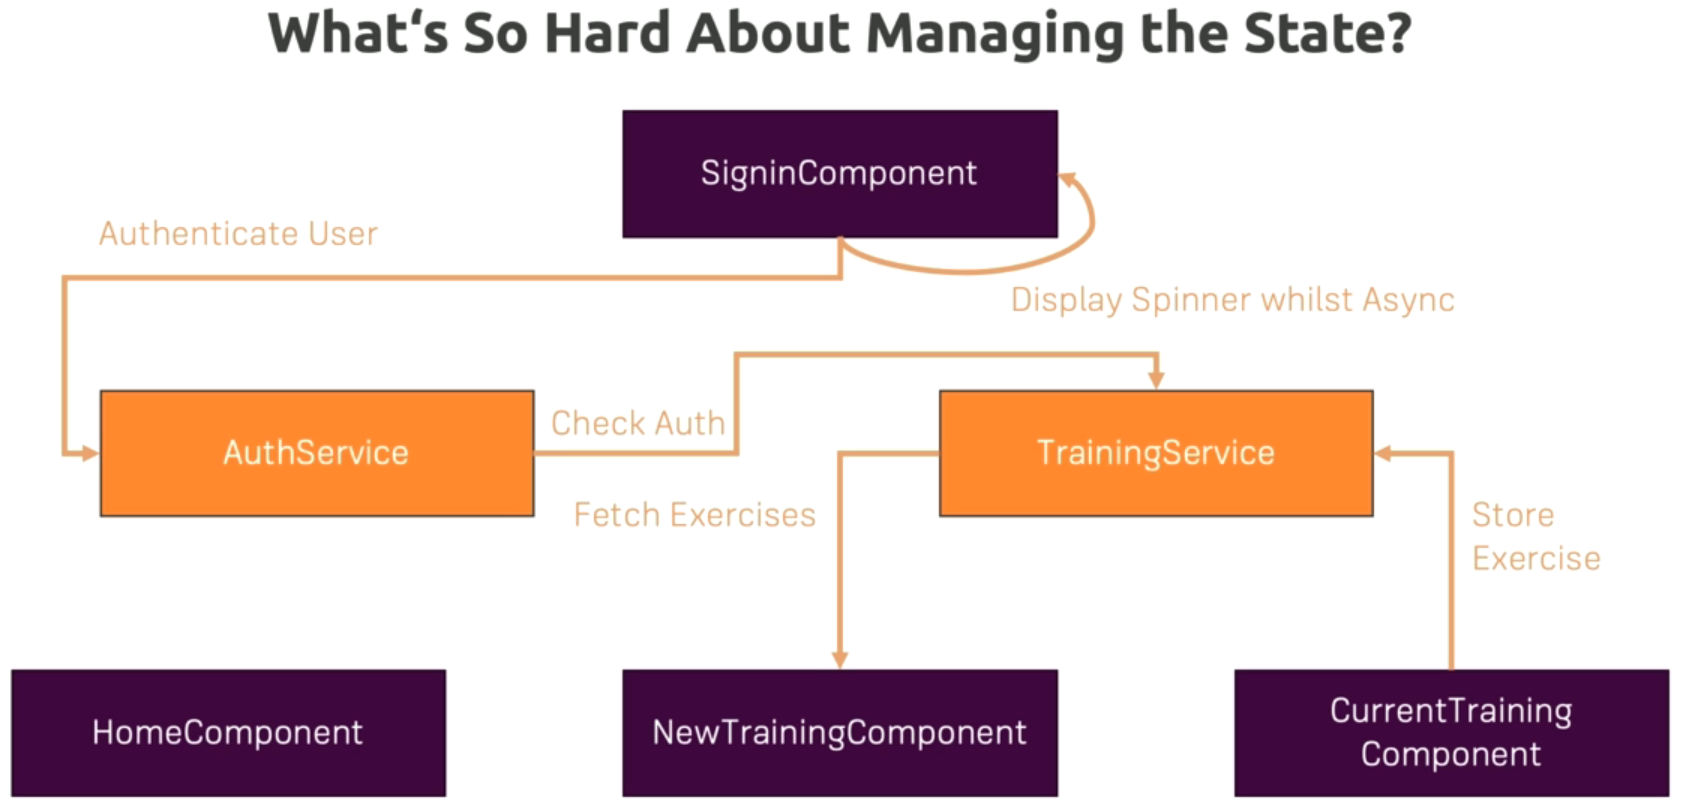 What‘s So Hard About Managing the State?
SigninComponent
Authenticate User
Display Spinner whilst Async
AuthService
Check Auth
TrainingService
Fetch Exercises
Store
Exercise
HomeComponent
NewTrainingComponent
CurrentTraining
Component